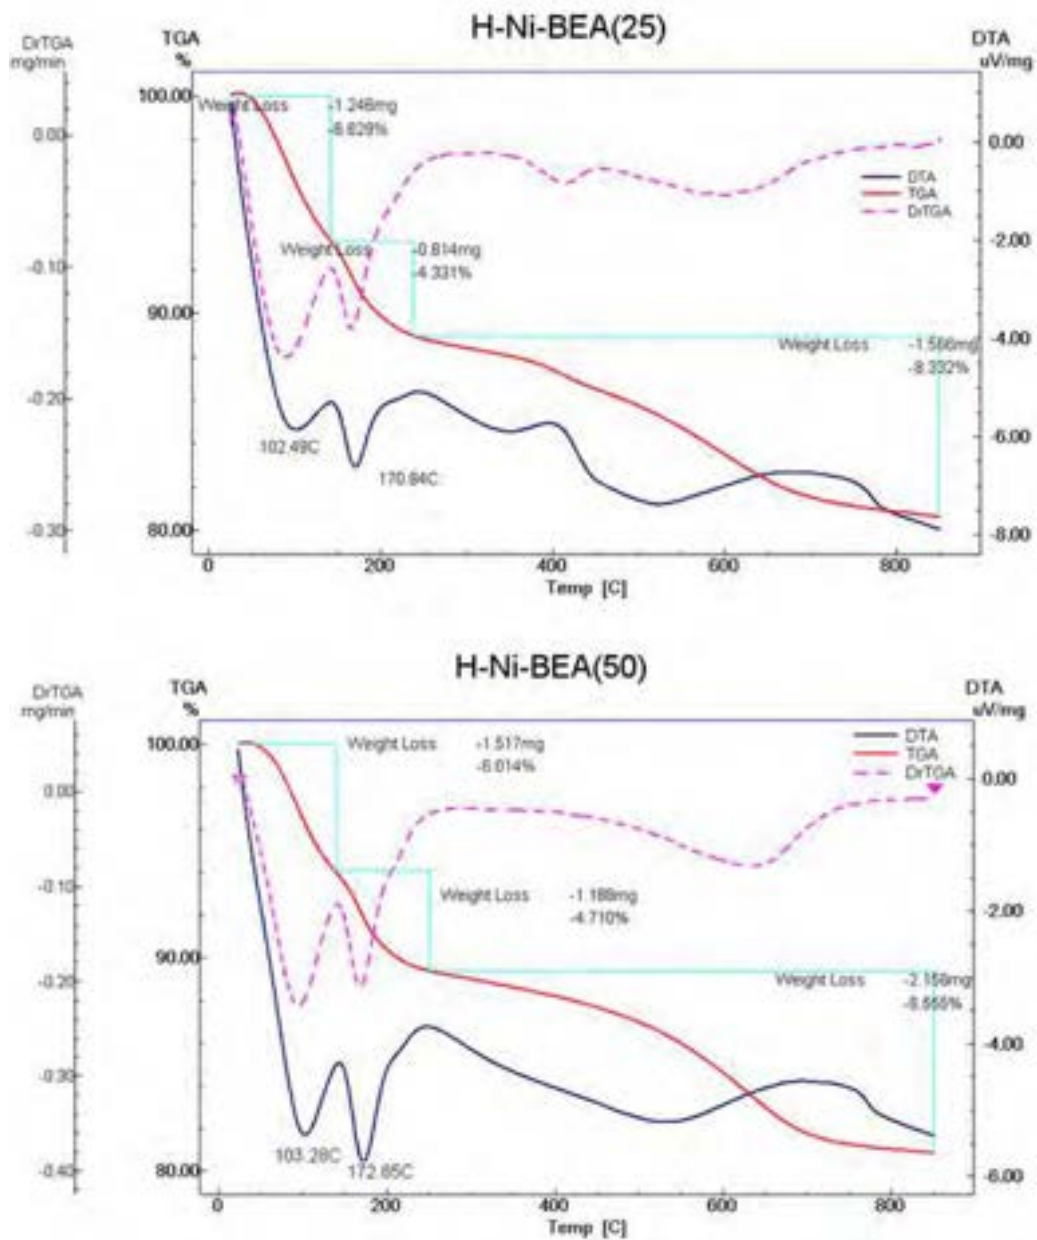 H-Ni-BEA(25)
DrTGA
mg/min
TGA
%
DTA
uV/mg
100.00
90.00
80.00
0.00
-0.10
-0.20
-0.30
0.00
-2.00
-4.00
-6.00
-8.00
Weight Loss -1.246mg
-6.629%
Weight Loss -0.814mg
-4.331%
Weight Loss -1.566mg
-8.332%
DTA
TGA
DrTGA
102.49C
170.84C
0 200 400 600 800
Temp [C]
H-Ni-BEA(50)
DrTGA
mg/min
TGA
%
DTA
uV/mg
100.00
90.00
80.00
0.00
-0.10
-0.20
-0.30
-0.40
0.00
-2.00
-4.00
-6.00
Weight Loss -1.517mg
-6.014%
Weight Loss -1.188mg
-4.710%
Weight Loss
DTA
TGA
DrTGA
103.28C
172.65C
0 200 400 600 800
Temp [C]